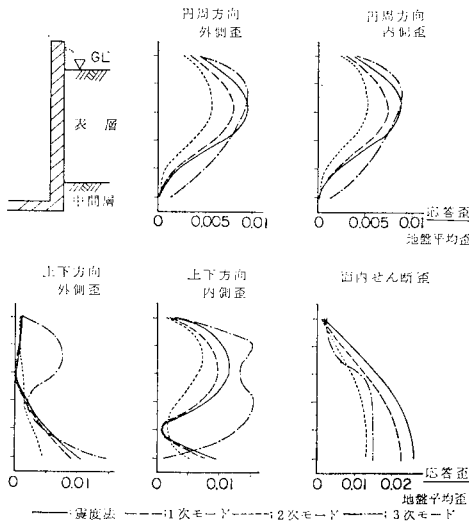 円周方向
外側歪
円周方向
内側歪
GL
表 層
中間層
0 0.005 0.01
0 0.005 0.01 応答歪
地盤平均歪
上下方向
外側歪
上下方向
内側歪
面内せん断歪
0 0.01
0 0.01
0 0.01 0.02 応答歪
地盤平均歪
——震度法 ———1次モード ------2次モード —・—3次モード